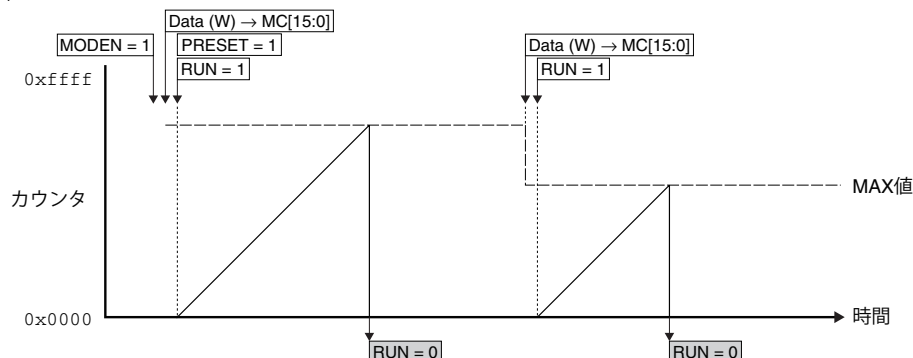 Data (W) → MC[15:0]
MODEN = 1
PRESET = 1
RUN = 1
Data (W) → MC[15:0]
RUN = 1
0xffff
カウンタ
MAX値
0x0000
時間
RUN = 0
RUN = 0